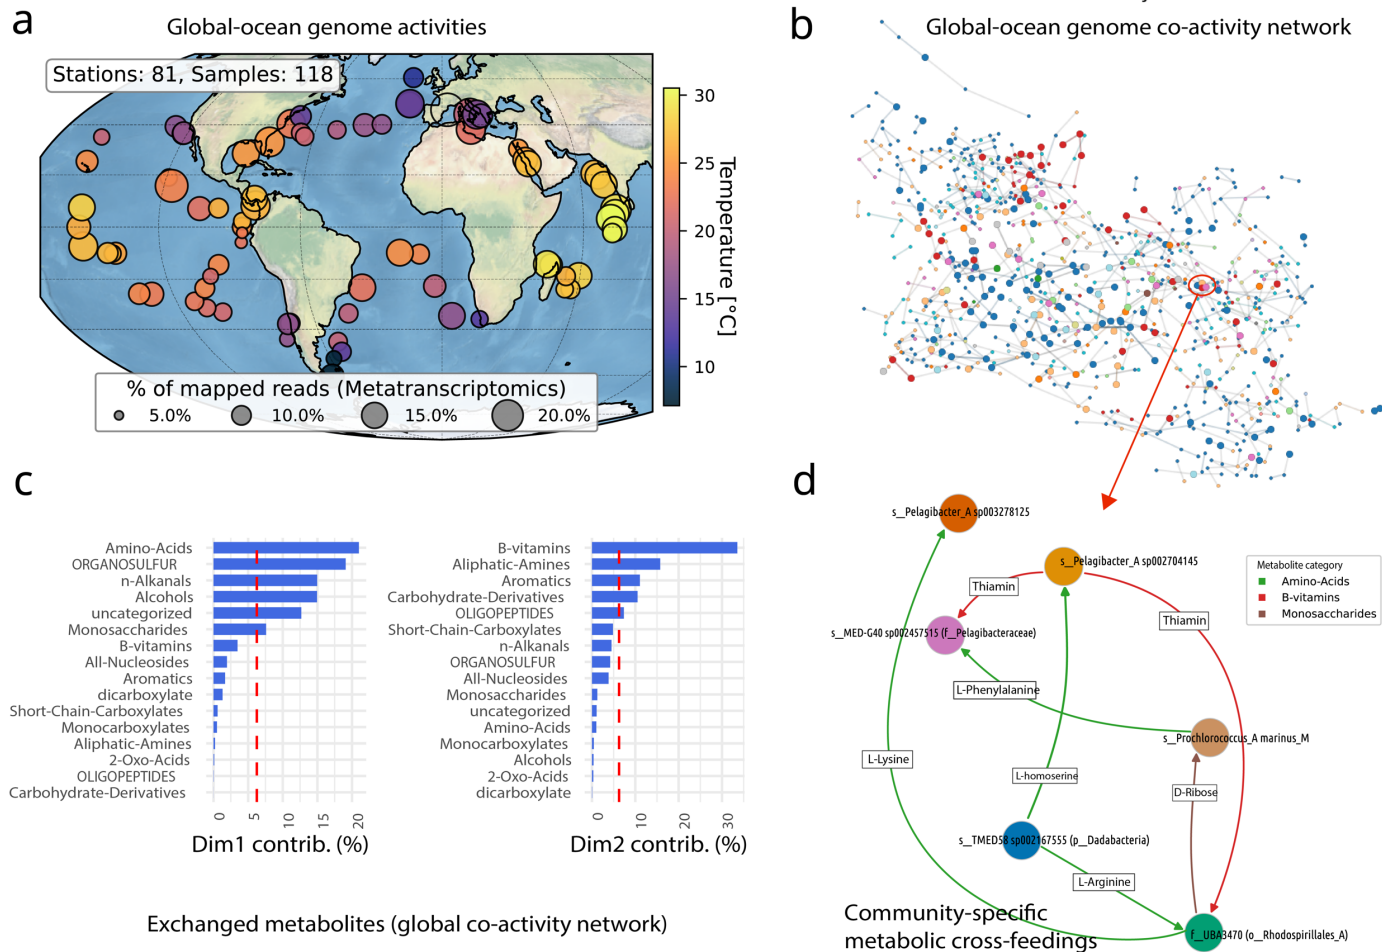 a
Global-ocean genome activities
Stations: 81, Samples: 118
30
25
20
15
10
Temperature [°C]
% of mapped reads (Metatranscriptomics)
5.0% 10.0% 15.0% 20.0%
b
Global-ocean genome co-activity network
c
Amino-Acids
ORGANOSULFUR
n-Alkanals
Alcohols
uncategorized
Monosaccharides
B-vitamins
All-Nucleosides
Aromatics
dicarboxylate
Short-Chain-Carboxylates
Monocarboxylates
Aliphatic-Amines
2-Oxo-Acids
OLIGOPEPTIDES
Carbohydrate-Derivatives
0 5 10 15 20
Dim1 contrib. (%)
B-vitamins
Aliphatic-Amines
Aromatics
Carbohydrate-Derivatives
OLIGOPEPTIDES
Short-Chain-Carboxylates
n-Alkanals
ORGANOSULFUR
All-Nucleosides
Monosaccharides
uncategorized
Amino-Acids
Monocarboxylates
Alcohols
2-Oxo-Acids
dicarboxylate
0 10 20 30
Dim2 contrib. (%)
Exchanged metabolites (global co-activity network)
d
s__Pelagibacter_A sp003278125
s__Pelagibacter_A sp002704145
Thiamin
Thiamin
s__MED-G40 sp002457515 (f__Pelagibacteraceae)
L-Phenylalanine
s__Prochlorococcus_A marinus_M
L-Lysine
L-homoserine
D-Ribose
s__TMED58 sp002167555 (p__Dadabacteria)
L-Arginine
f__UBA3470 (o__Rhodospirillales_A)
Metabolite category
Amino-Acids
B-vitamins
Monosaccharides
Community-specific
metabolic cross-feedings